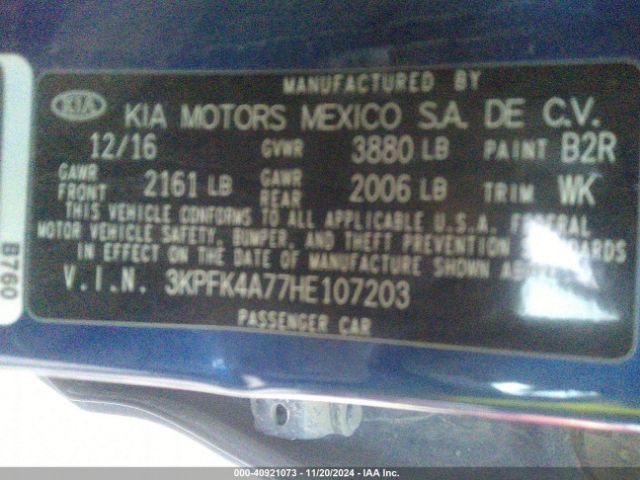 MANUFACTURED BY
KIA KIA MOTORS MEXICO S.A. DE C.V.
12/16 GVWR 3880 LB PAINT B2R
GAWR FRONT 2161 LB GAWR REAR 2006 LB TRIM WK
THIS VEHICLE CONFORMS TO ALL APPLICABLE U.S.A. FEDERAL
MOTOR VEHICLE SAFETY, BUMPER, AND THEFT PREVENTION STANDARDS
IN EFFECT ON THE DATE OF MANUFACTURE SHOWN ABOVE
V.I.N. 3KPFK4A77HE107203
PASSENGER CAR
B760
000-40921073 - 11/20/2024 - IAA Inc.